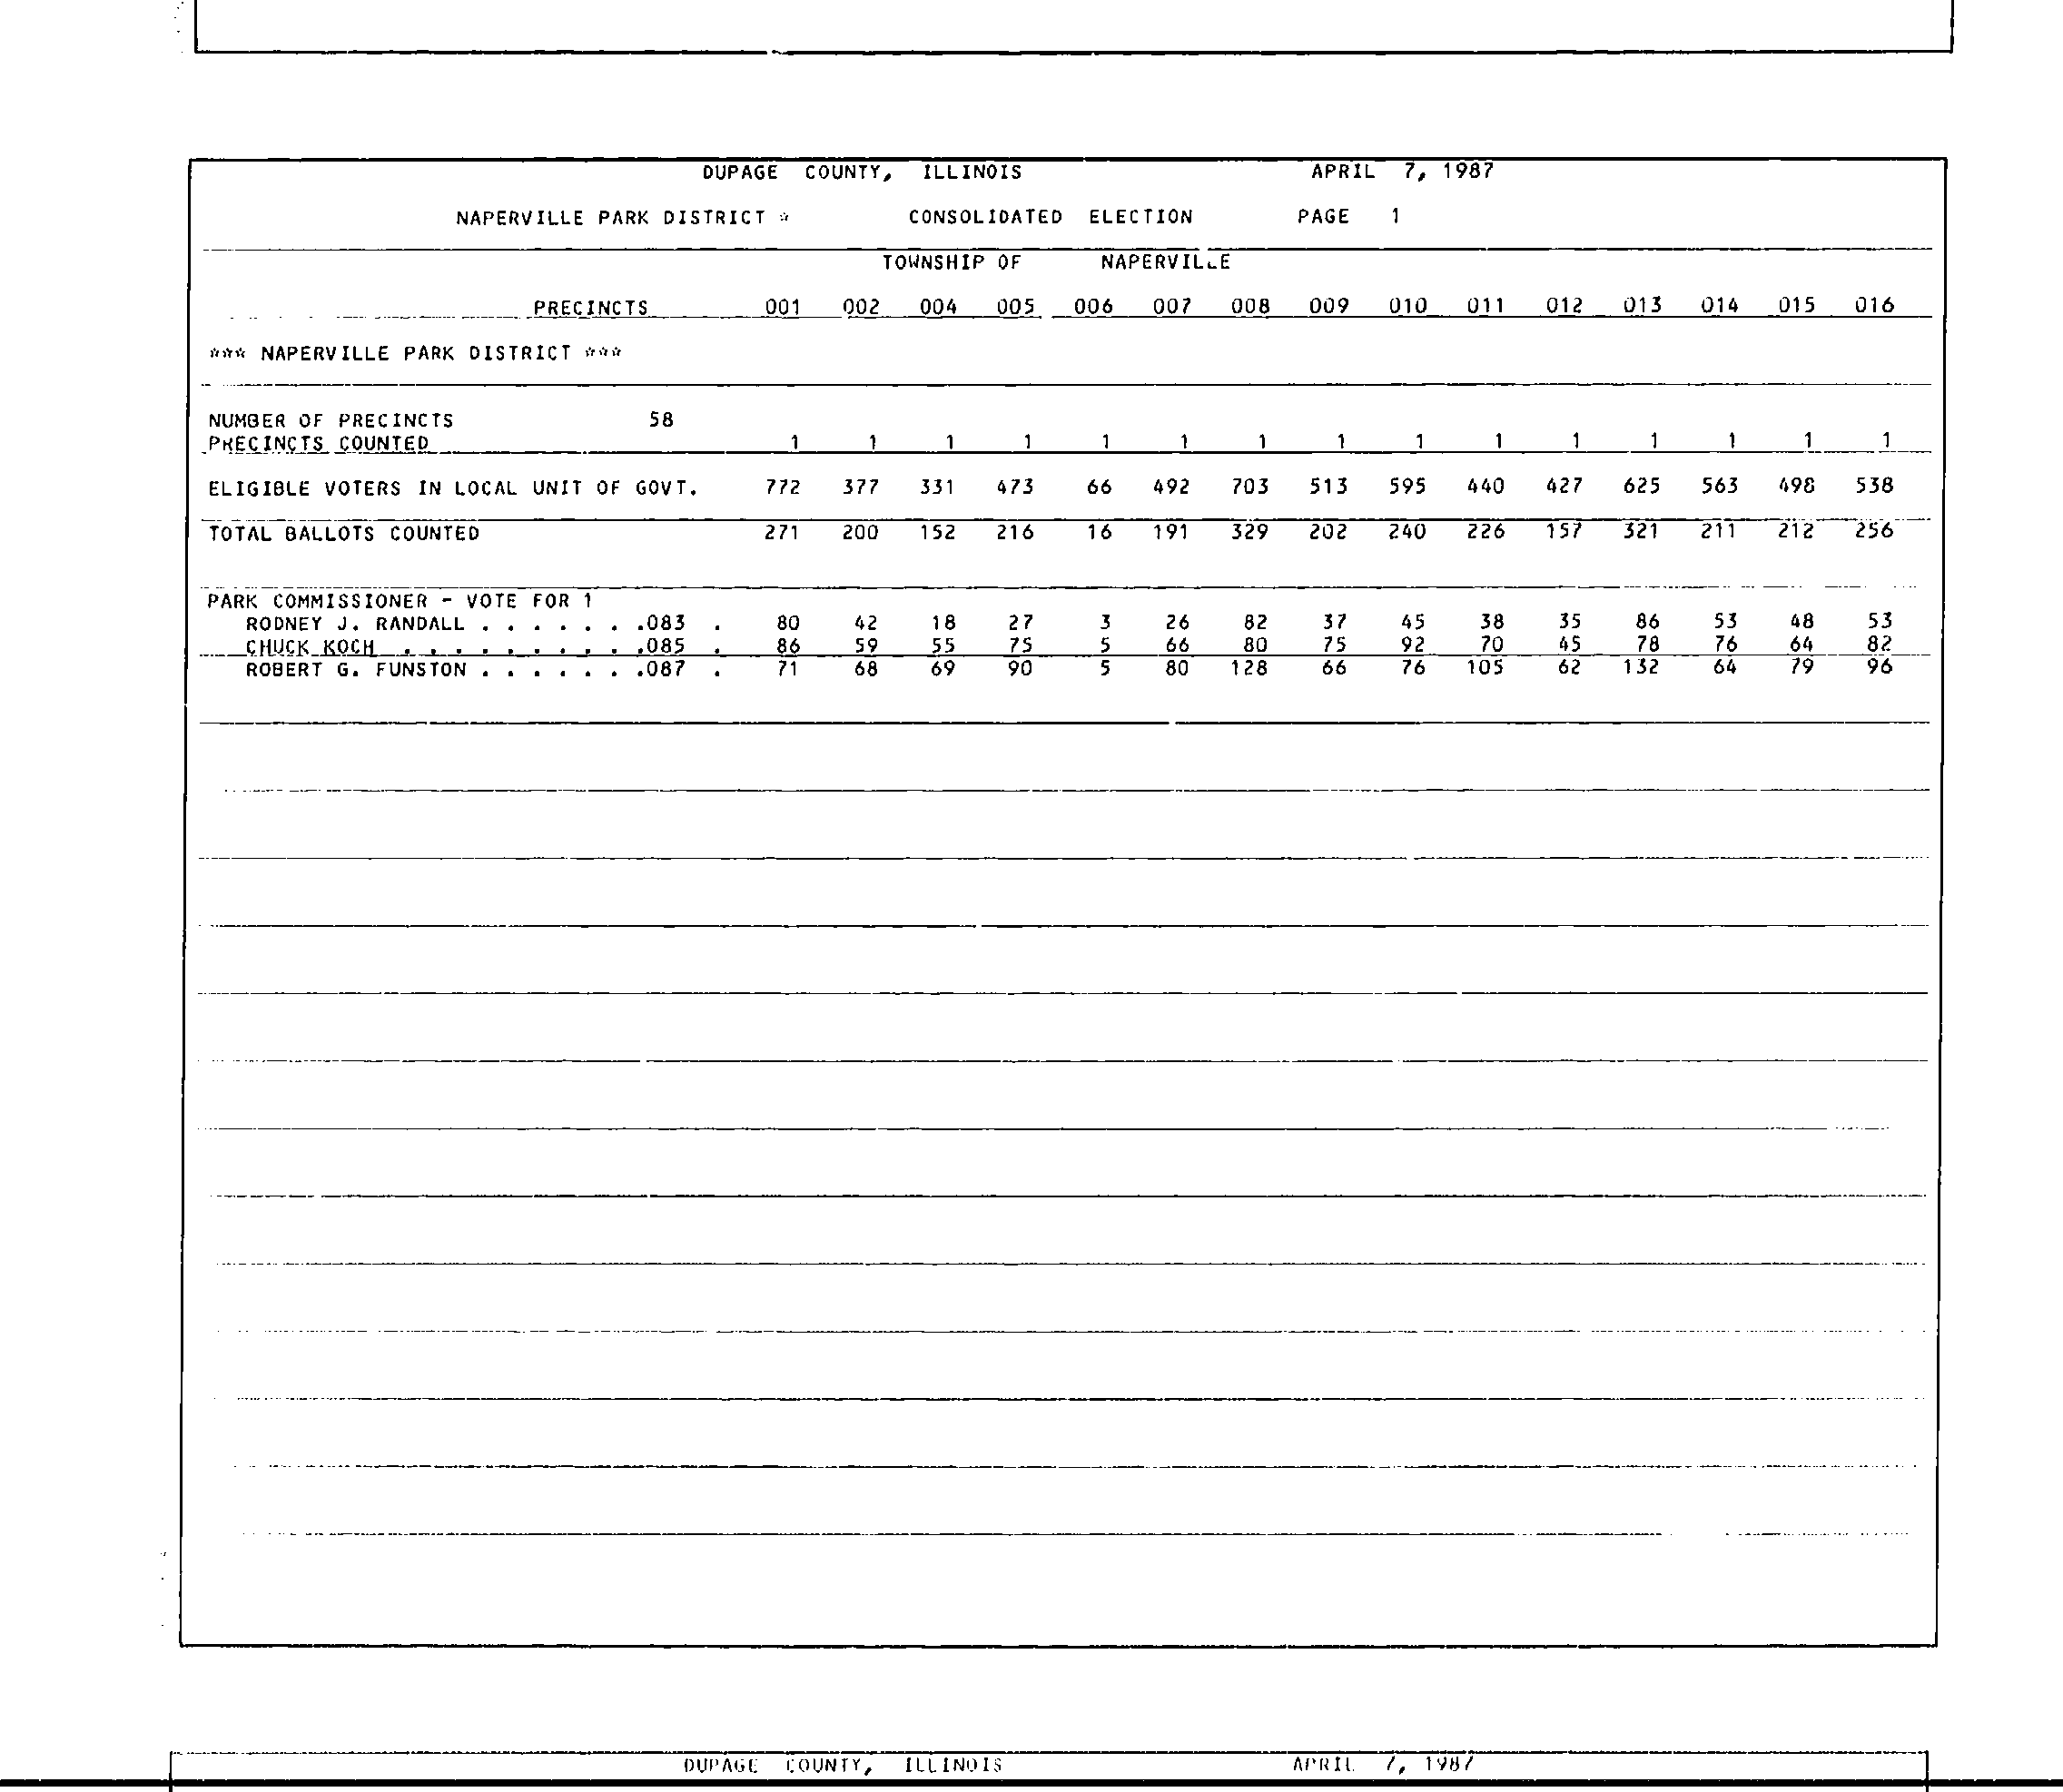 DUPAGE COUNTY, ILLINOIS APRIL 7, 1987
NAPERVILLE PARK DISTRICT * CONSOLIDATED ELECTION PAGE 1
TOWNSHIP OF NAPERVILLE
PRECINCTS 001 002 004 005 006 007 008 009 010 011 012 013 014 015 016
*** NAPERVILLE PARK DISTRICT ***
NUMBER OF PRECINCTS 58
PRECINCTS COUNTED 1 1 1 1 1 1 1 1 1 1 1 1 1 1 1
ELIGIBLE VOTERS IN LOCAL UNIT OF GOVT. 772 377 331 473 66 492 703 513 595 440 427 625 563 498 538
TOTAL BALLOTS COUNTED 271 200 152 216 16 191 329 202 240 226 157 321 211 212 256
PARK COMMISSIONER - VOTE FOR 1
RODNEY J. RANDALL . . . . . . .083 . 80 42 18 27 3 26 82 37 45 38 35 86 53 48 53
CHUCK KOCH . . . . . . . . . .085 . 86 59 55 75 5 66 80 75 92 70 45 78 76 64 82
ROBERT G. FUNSTON . . . . . . .087 . 71 68 69 90 5 80 128 66 76 105 62 132 64 79 96
DUPAGE COUNTY, ILLINOIS APRIL 7, 1987